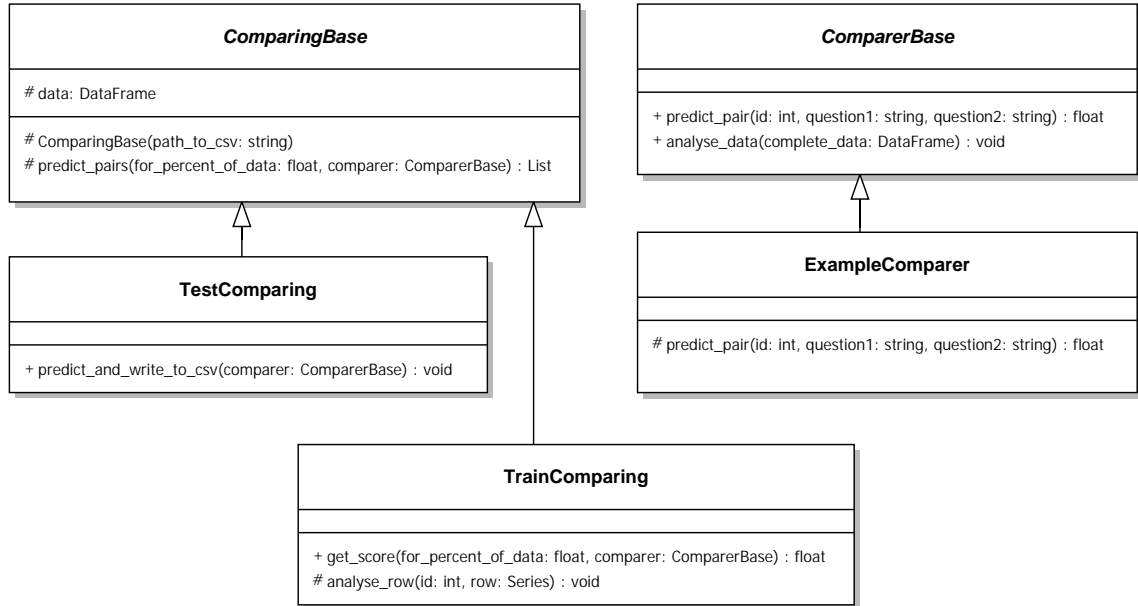 ComparingBase
# data: DataFrame
# ComparingBase(path_to_csv: string)
# predict_pairs(for_percent_of_data: float, comparer: ComparerBase) : List
ComparerBase
+ predict_pair(id: int, question1: string, question2: string) : float
+ analyse_data(complete_data: DataFrame) : void
TestComparing
+ predict_and_write_to_csv(comparer: ComparerBase) : void
ExampleComparer
# predict_pair(id: int, question1: string, question2: string) : float
TrainComparing
+ get_score(for_percent_of_data: float, comparer: ComparerBase) : float
# analyse_row(id: int, row: Series) : void